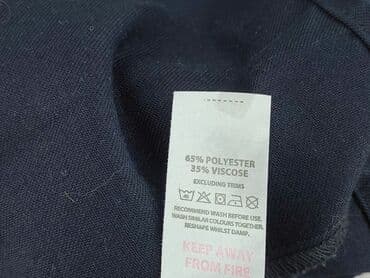 65% POLYESTER
35% VISCOSE
EXCLUDING TRIMS
RECOMMEND WASH BEFORE USE.
WASH SIMILAR COLOURS TOGETHER.
RESHAPE WHILST DAMP.
KEEP AWAY
FROM FIRE